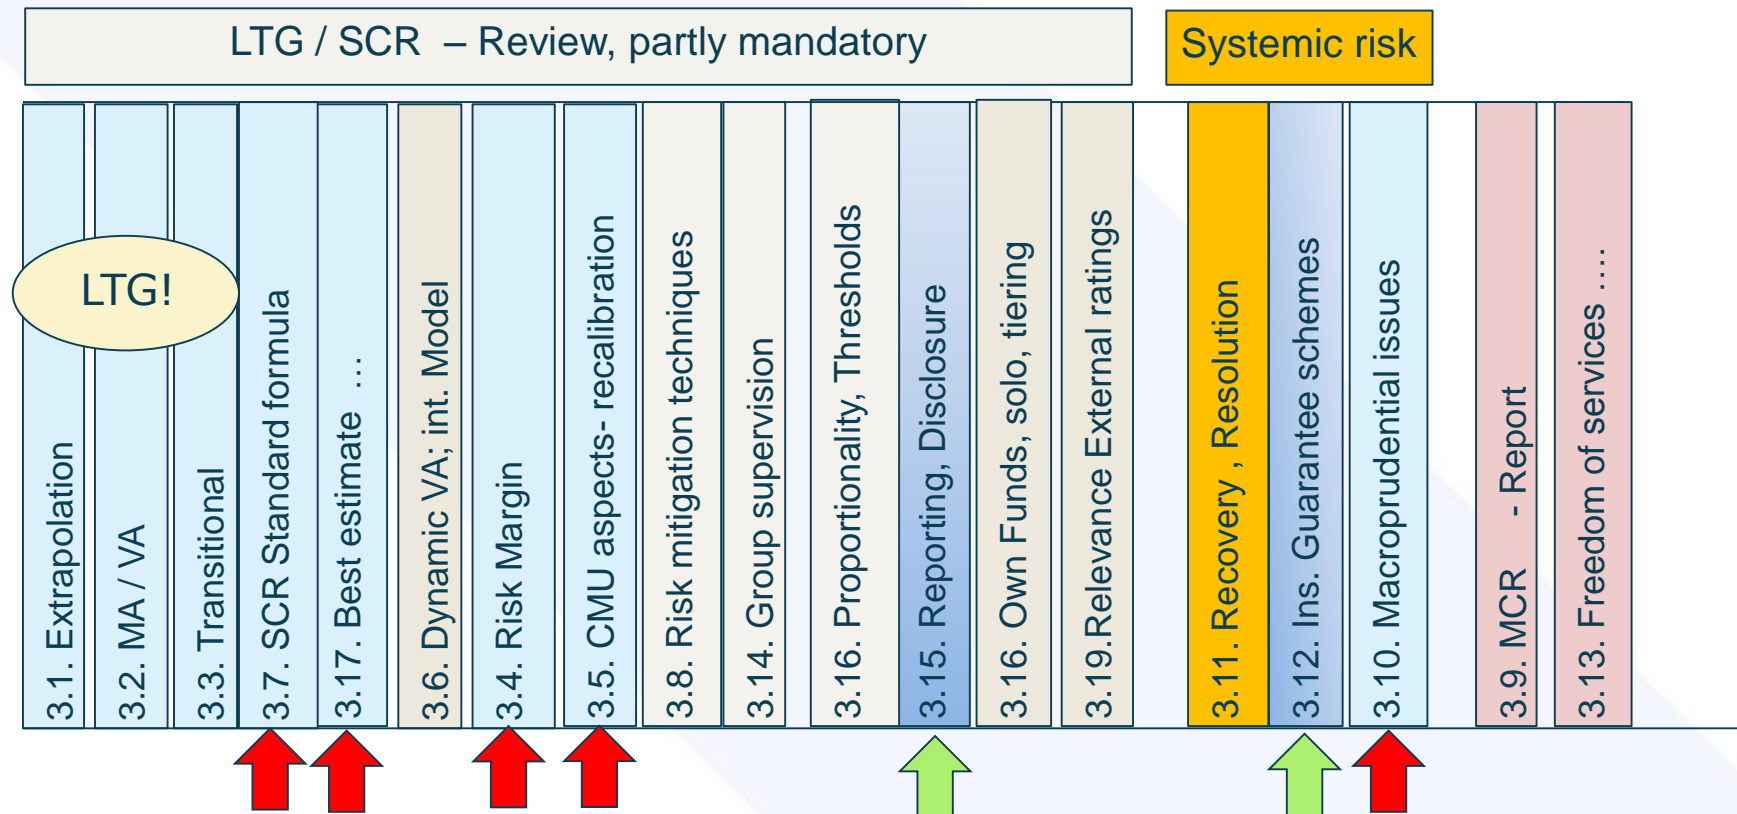 LTG / SCR – Review, partly mandatory
Systemic risk
LTG!
3.1. Extrapolation
3.2. MA / VA
3.3. Transitional
3.7. SCR Standard formula
3.17. Best estimate …
3.6. Dynamic VA; int. Model
3.4. Risk Margin
3.5. CMU aspects- recalibration
3.8. Risk mitigation techniques
3.14. Group supervision
3.16. Proportionality, Thresholds
3.15. Reporting, Disclosure
3.16. Own Funds, solo, tiering
3.19.Relevance External ratings
3.11. Recovery , Resolution
3.12. Ins. Guarantee schemes
3.10. Macroprudential issues
3.9. MCR - Report
3.13. Freedom of services ….